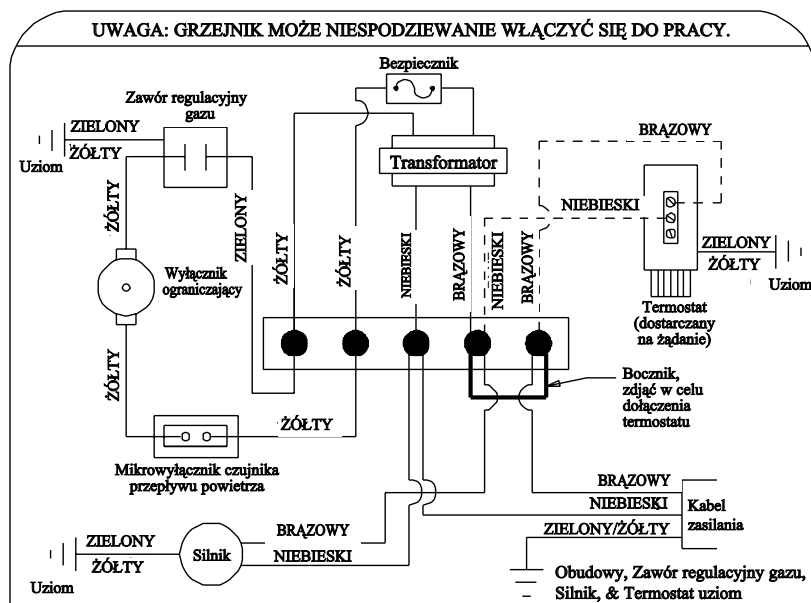 UWAGA: GRZEJNIK MOŻE NIESPODZIEWANIE WŁĄCZYĆ SIĘ DO PRACY.
Bezpiecznik
Zawór regulacyjny
gazu
ZIELONY
ŻÓŁTY
Uziom
Transformator
BRĄZOWY
NIEBIESKI
ZIELONY
ŻÓŁTY
Uziom
Termostat
(dostarczany
na żądanie)
ŻÓŁTY
ZIELONY
ŻÓŁTY
ŻÓŁTY
NIEBIESKI
BRĄZOWY
NIEBIESKI
BRĄZOWY
Wyłącznik
ograniczający
ŻÓŁTY
Bocznik,
zdjąć w celu
dołączenia
termostatu
ŻÓŁTY
Mikrowyłącznik czujnika
przepływu powietrza
BRĄZOWY
NIEBIESKI
ZIELONY/ŻÓŁTY
Kabel
zasilania
ZIELONY
ŻÓŁTY
Uziom
Silnik
BRĄZOWY
NIEBIESKI
Obudowy, Zawór regulacyjny gazu,
Silnik, & Termostat uziom